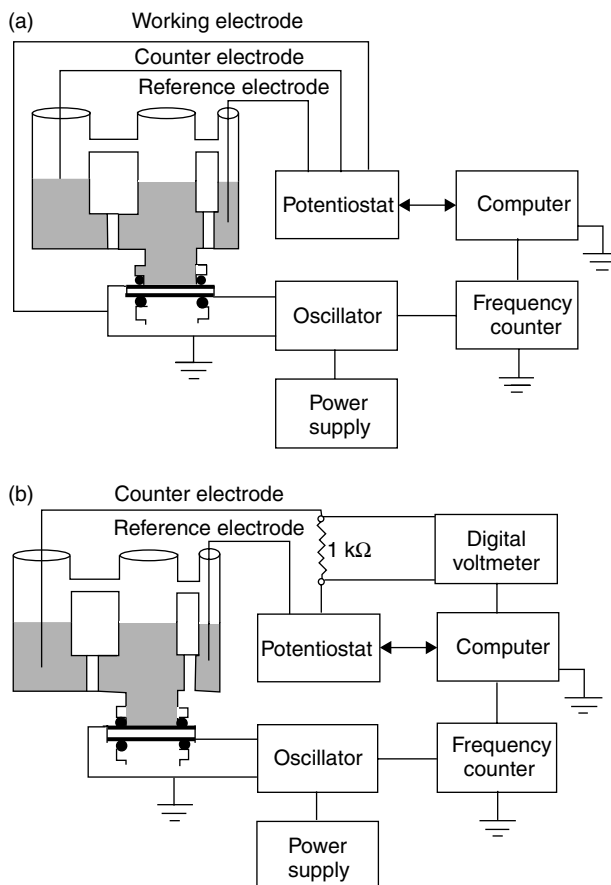 (a)
Working electrode
Counter electrode
Reference electrode
Potentiostat
Computer
Oscillator
Frequency
counter
Power
supply
(b)
Counter electrode
Reference electrode
1 kΩ
Digital
voltmeter
Potentiostat
Computer
Oscillator
Frequency
counter
Power
supply